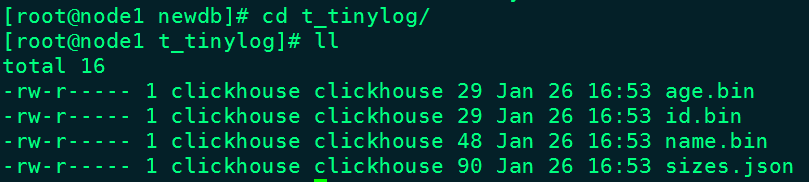 [root@node1 newdb]# cd t_tinylog/
[root@node1 t_tinylog]# ll
total 16
-rw-r----- 1 clickhouse clickhouse 29 Jan 26 16:53 age.bin
-rw-r----- 1 clickhouse clickhouse 29 Jan 26 16:53 id.bin
-rw-r----- 1 clickhouse clickhouse 48 Jan 26 16:53 name.bin
-rw-r----- 1 clickhouse clickhouse 90 Jan 26 16:53 sizes.json